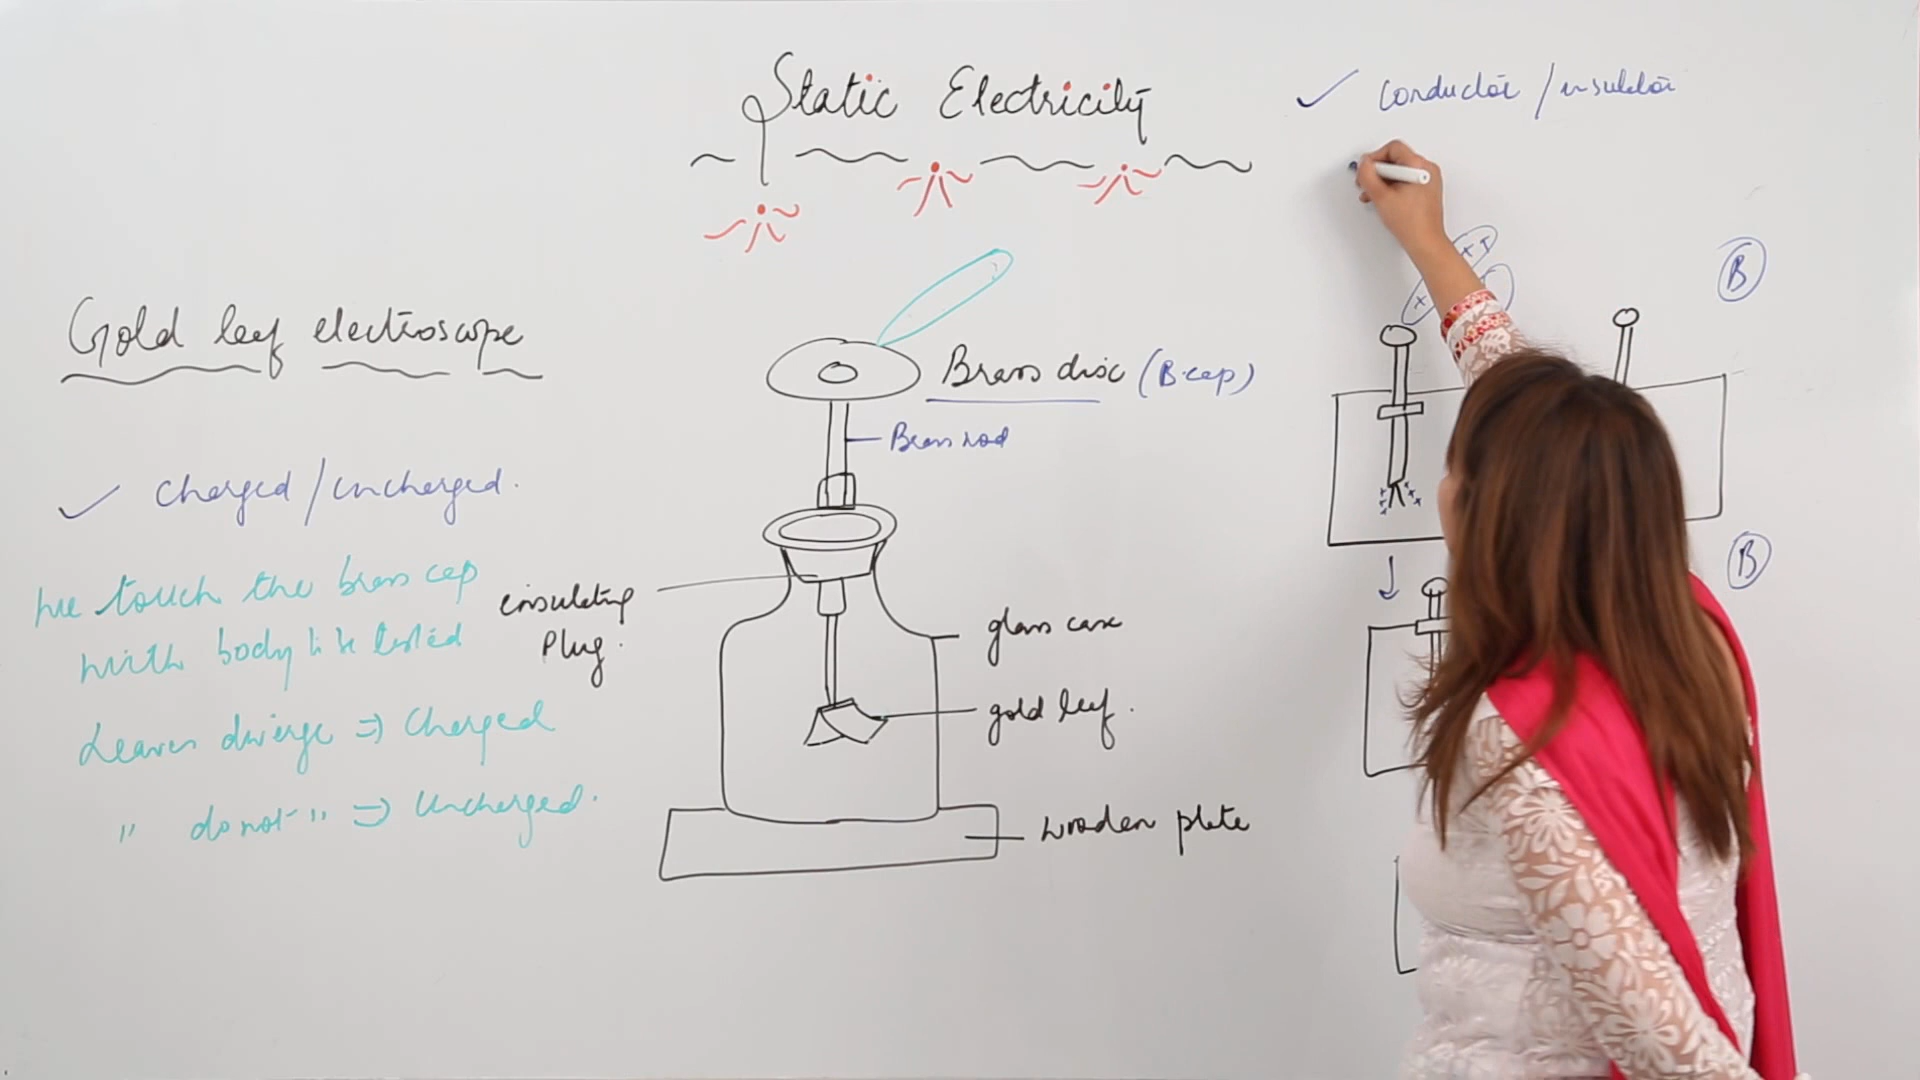 Static Electricity
✓ Conductor / insulator
Gold leaf electroscope
✓ Charged / uncharged.
We touch the brass cap
with body to be tested
Leaves diverge => Charged
" do not " => Uncharged.
Brass disc (B.cap)
Brass rod
insulating
Plug.
glass case
gold leaf.
wooden plate
+ + +
B
B